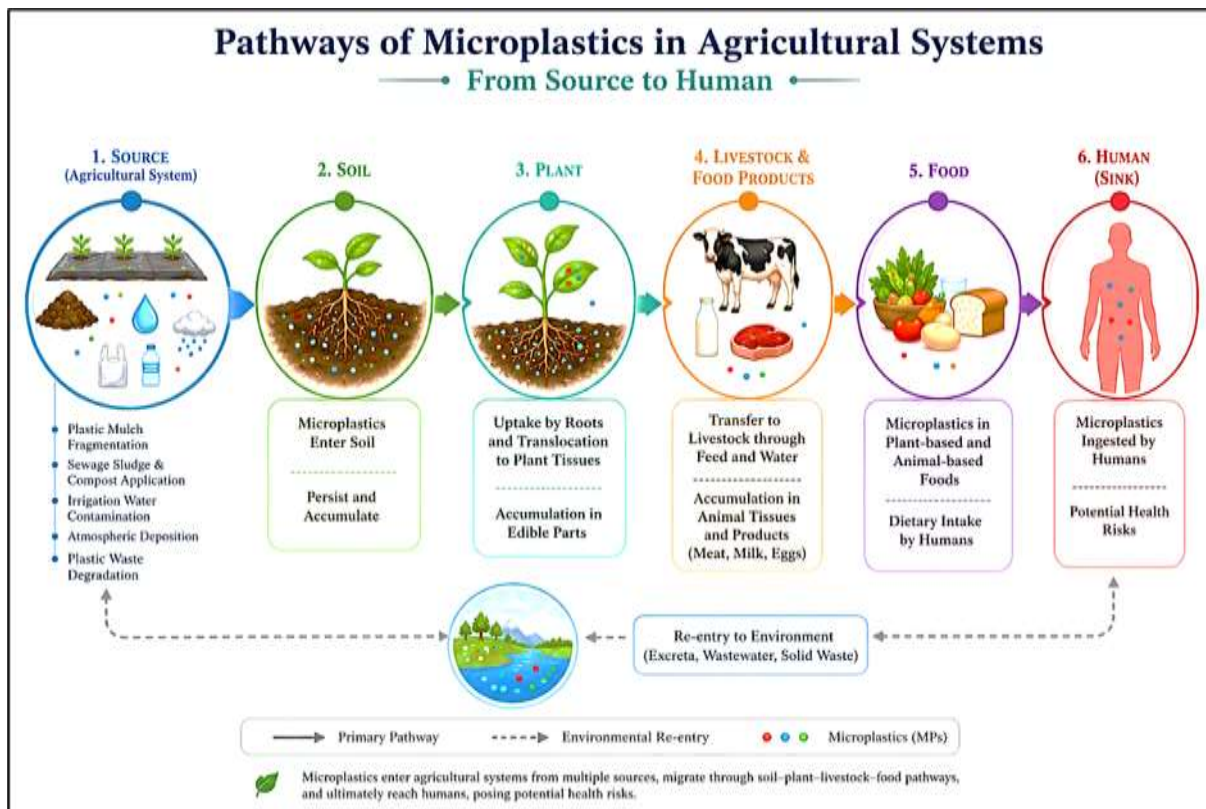 Pathways of Microplastics in Agricultural Systems
From Source to Human
1. SOURCE
(Agricultural System)
Plastic Mulch
Fragmentation
Sewage Sludge &
Compost Application
Irrigation Water
Contamination
Atmospheric Deposition
Plastic Waste
Degradation
2. SOIL
Microplastics
Enter Soil
Persist and
Accumulate
3. PLANT
Uptake by Roots
and Translocation
to Plant Tissues
Accumulation in
Edible Parts
4. LIVESTOCK &
FOOD PRODUCTS
Transfer to
Livestock through
Feed and Water
Accumulation in
Animal Tissues
and Products
(Meat, Milk, Eggs)
5. FOOD
Microplastics in
Plant-based and
Animal-based
Foods
Dietary Intake
by Humans
6. HUMAN
(SINK)
Microplastics
Ingested by
Humans
Potential Health
Risks
Re-entry to Environment
(Excreta, Wastewater, Solid Waste)
Primary Pathway
Environmental Re-entry
Microplastics (MPs)
Microplastics enter agricultural systems from multiple sources, migrate through soil–plant–livestock–food pathways,
and ultimately reach humans, posing potential health risks.